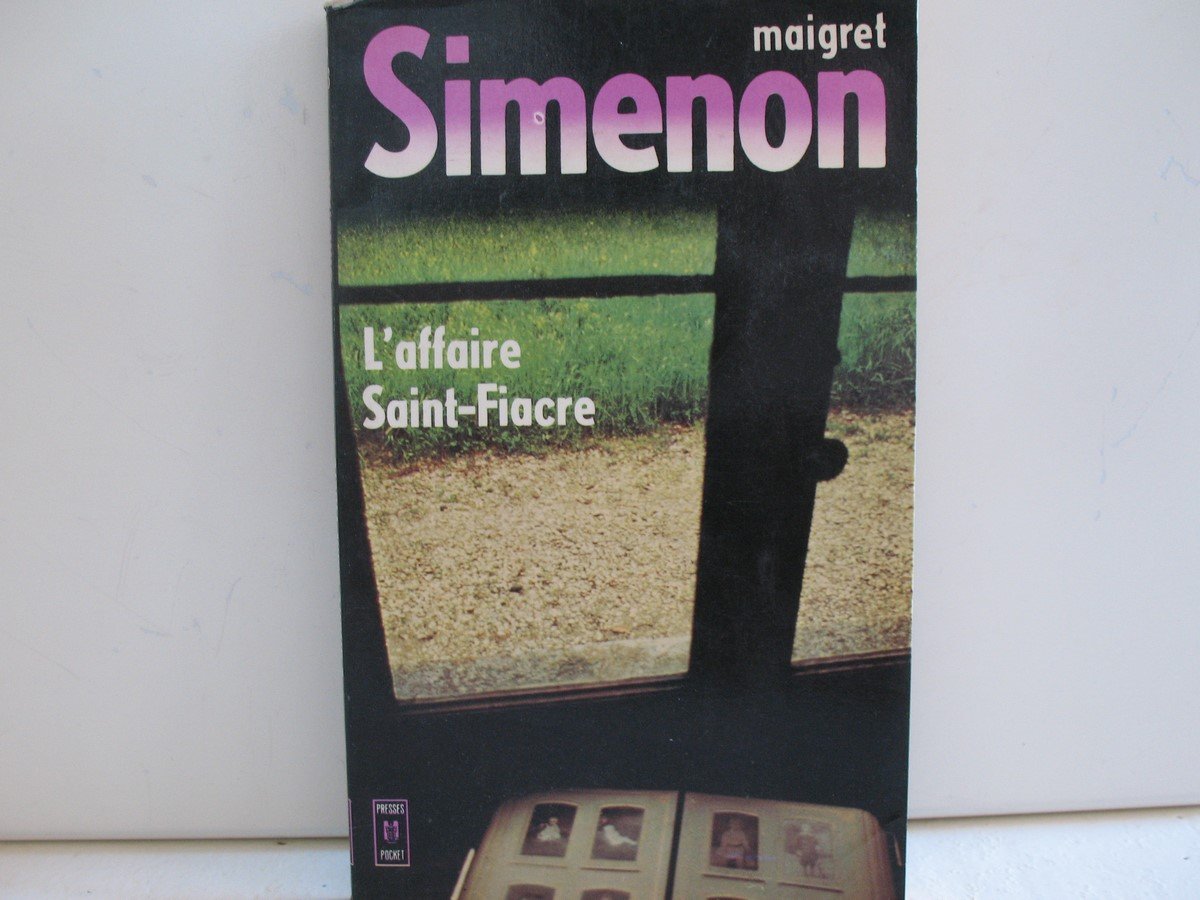 maigret
Simenon
L'affaire
Saint-Fiacre
PRESSES
POCKET